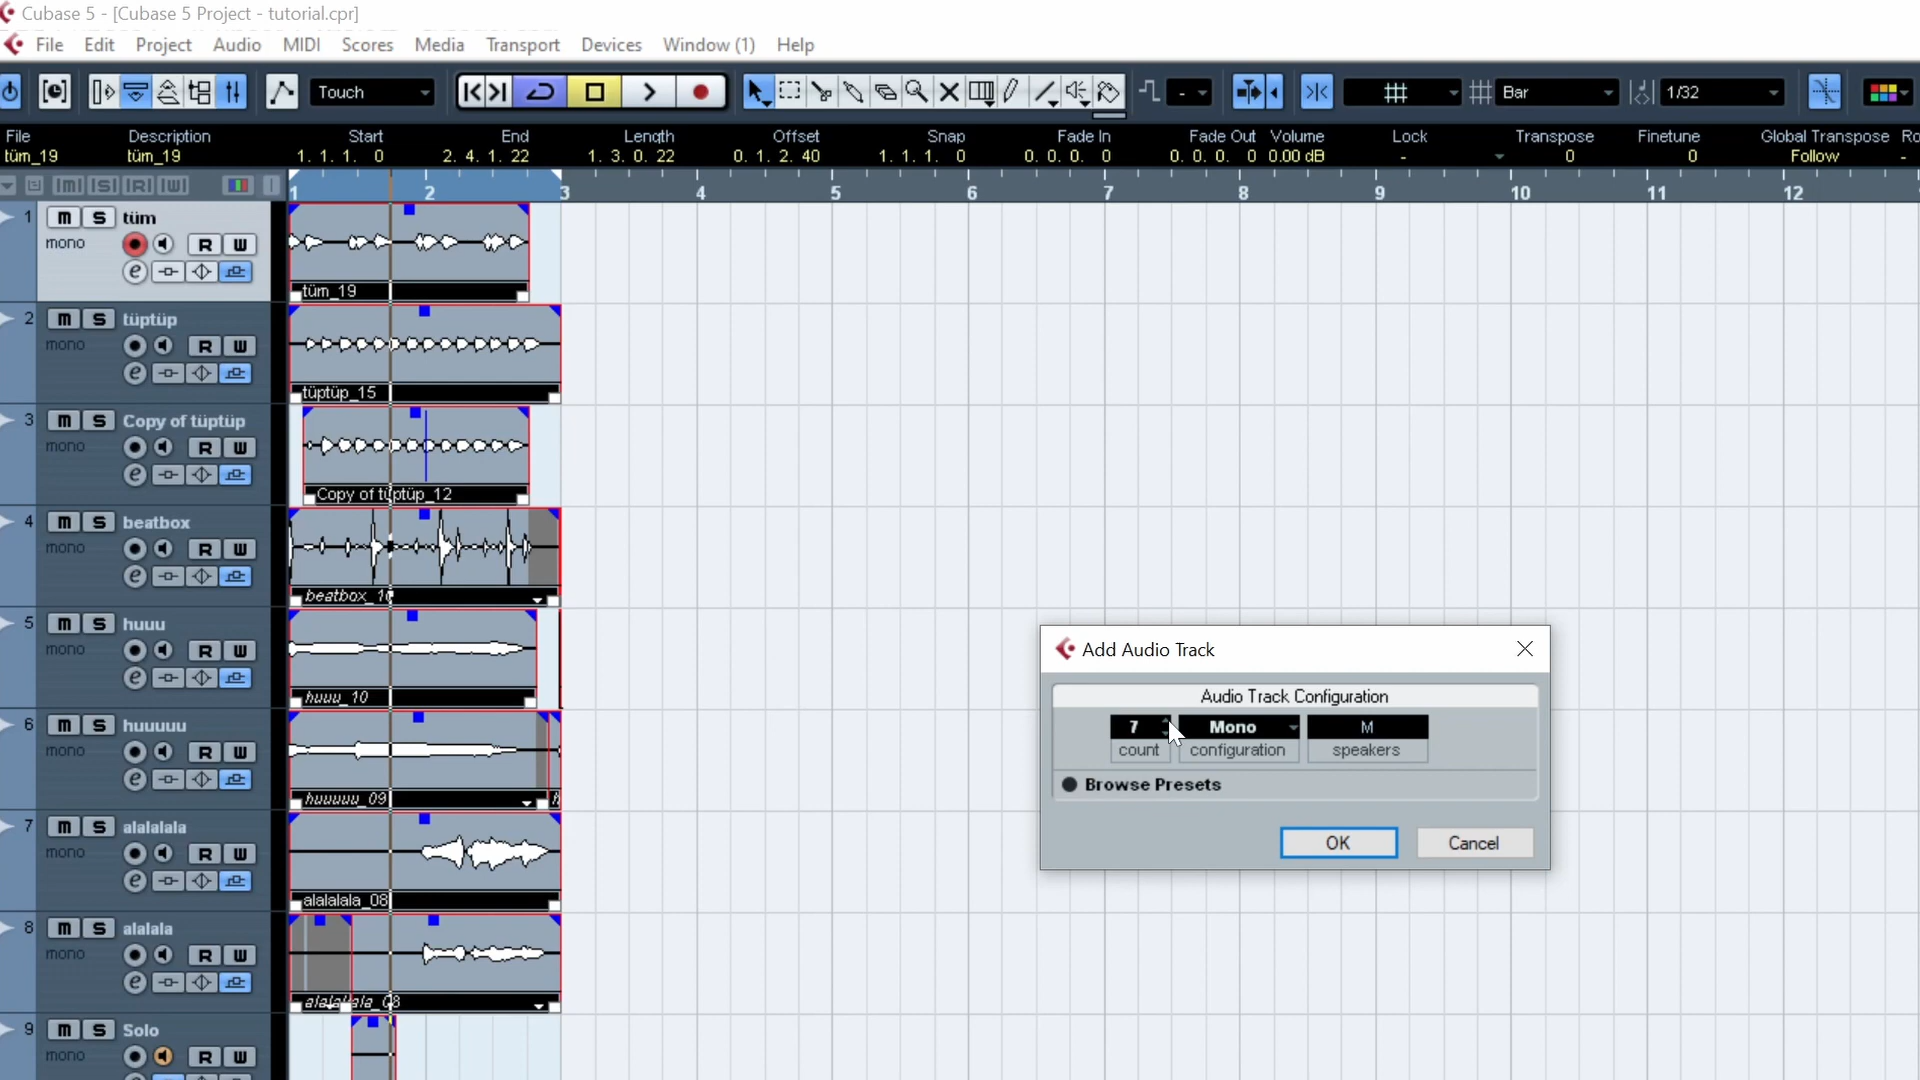 Cubase 5 - [Cubase 5 Project - tutorial.cpr]
File Edit Project Audio MIDI Scores Media Transport Devices Window (1) Help
Touch - Bar 1/32
File Description Start End Length Offset Snap Fade In Fade Out Volume Lock Transpose Finetune Global Transpose Ro
tüm_19 tüm_19 1. 1. 1. 0 2. 4. 1. 22 1. 3. 0. 22 0. 1. 2. 40 1. 1. 1. 0 0. 0. 0. 0 0. 0. 0. 0 0.00 dB - 0 0 Follow -
[M] [S] [R] [W] 1 2 3 4 5 6 7 8 9 10 11 12
1 m S tüm
mono R W
e
tüm_19
2 m S tüptüp
mono R W
e
tüptüp_15
3 m S Copy of tüptüp
mono R W
e
Copy of tüptüp_12
4 m S beatbox
mono R W
e
beatbox_10
5 m S huuu
mono R W
e
huuu_10
6 m S huuuuu
mono R W
e
huuuuu_09 h
7 m S alalalala
mono R W
e
alalalala_08
8 m S alalala
mono R W
e
9 m S Solo
mono R W
Add Audio Track
Audio Track Configuration
7 Mono M
count configuration speakers
Browse Presets
OK Cancel